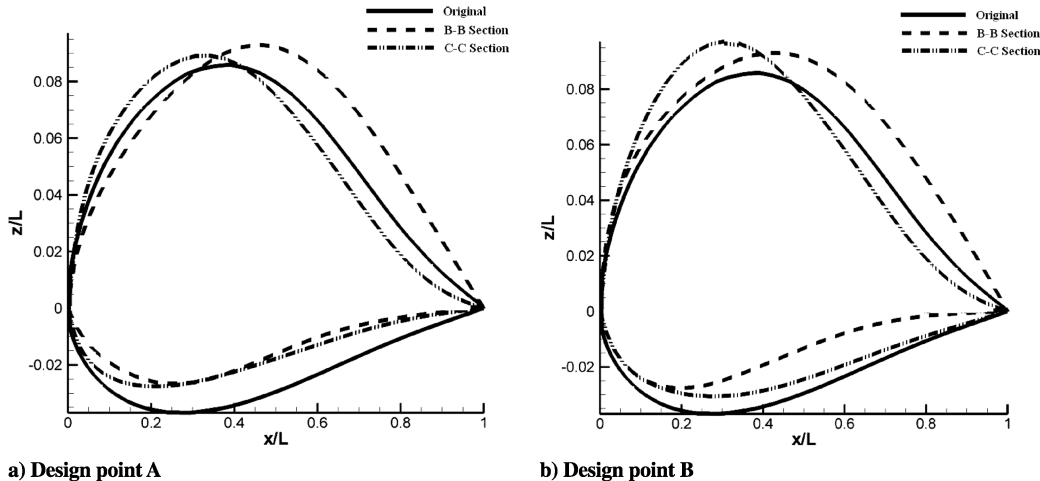 Original
B-B Section
C-C Section
0.08
0.06
0.04
0.02
0
-0.02
z/L
0 0.2 0.4 0.6 0.8 1
x/L
a) Design point A
Original
B-B Section
C-C Section
0.08
0.06
0.04
0.02
0
-0.02
z/L
0 0.2 0.4 0.6 0.8 1
x/L
b) Design point B